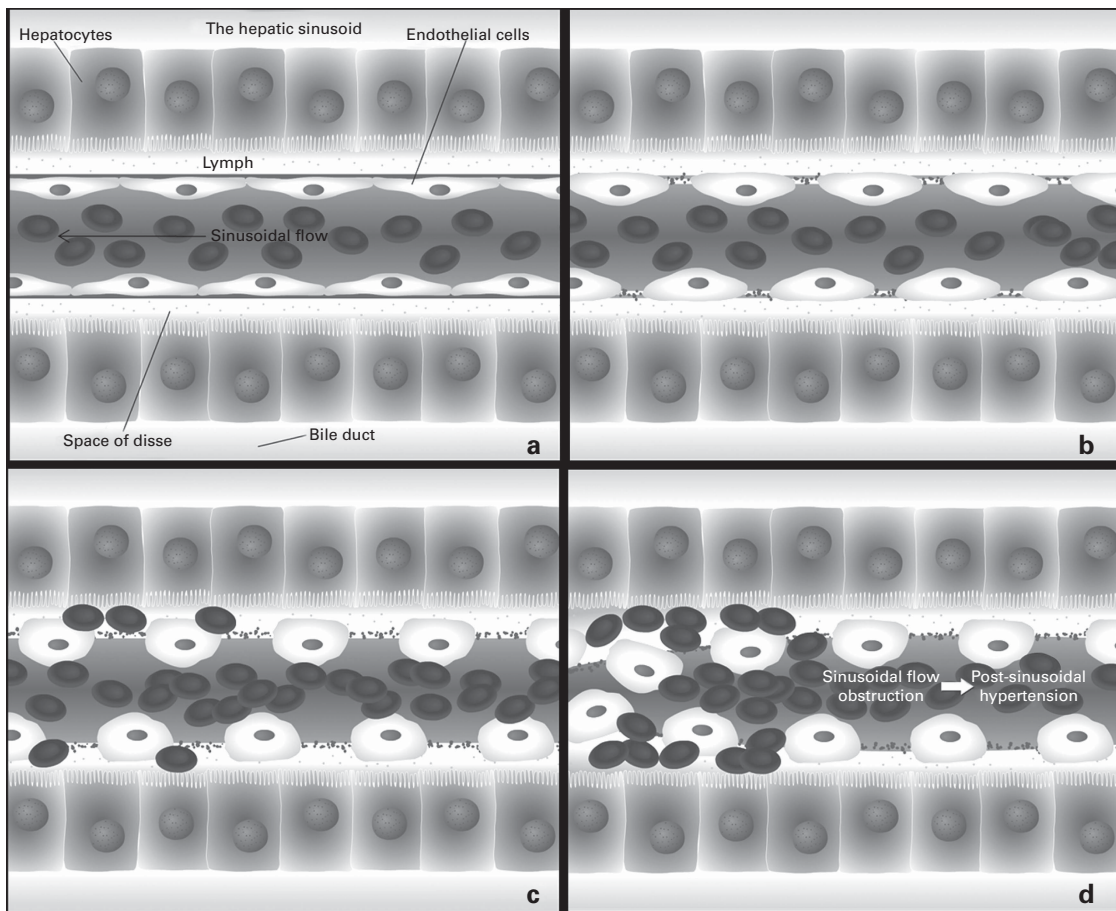 The hepatic sinusoid
Hepatocytes
Endothelial cells
Lymph
Sinusoidal flow
Space of disse
Bile duct
a
b
c
Sinusoidal flow
obstruction
Post-sinusoidal
hypertension
d